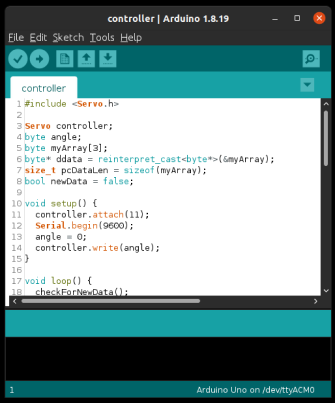 controller | Arduino 1.8.19
File Edit Sketch Tools Help
controller
1 #include <Servo.h>
2
3 Servo controller;
4 byte angle;
5 byte myArray[3];
6 byte* ddata = reinterpret_cast<byte*>(&myArray);
7 size_t pcDataLen = sizeof(myArray);
8 bool newData = false;
9
10 void setup() {
11   controller.attach(11);
12   Serial.begin(9600);
13   angle = 0;
14   controller.write(angle);
15 }
16
17 void loop() {
18   checkForNewData();
1
Arduino Uno on /dev/ttyACM0